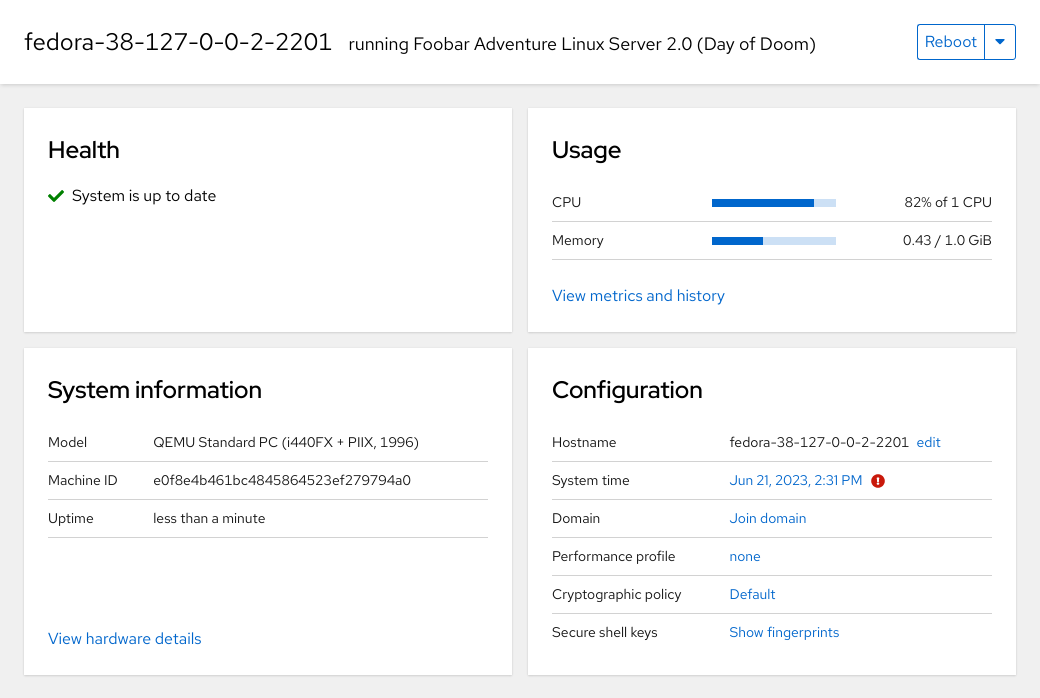 fedora-38-127-0-0-2-2201 running Foobar Adventure Linux Server 2.0 (Day of Doom) Reboot
Health
System is up to date
Usage
CPU 82% of 1 CPU
Memory 0.43 / 1.0 GiB
View metrics and history
System information
Model QEMU Standard PC (i440FX + PIIX, 1996)
Machine ID e0f8e4b461bc4845864523ef279794a0
Uptime less than a minute
View hardware details
Configuration
Hostname fedora-38-127-0-0-2-2201 edit
System time Jun 21, 2023, 2:31 PM
Domain Join domain
Performance profile none
Cryptographic policy Default
Secure shell keys Show fingerprints